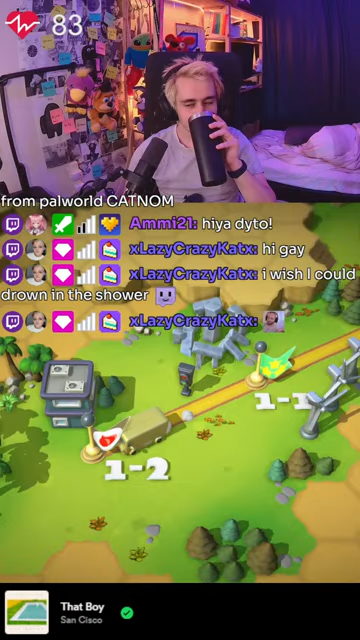 83
from palworld CATNOM
Ammi21: hiya dyto!
xLazyCrazyKatx: hi gay
xLazyCrazyKatx: i wish I could
drown in the shower
xLazyCrazyKatx:
1-1
1-2
That Boy
San Cisco